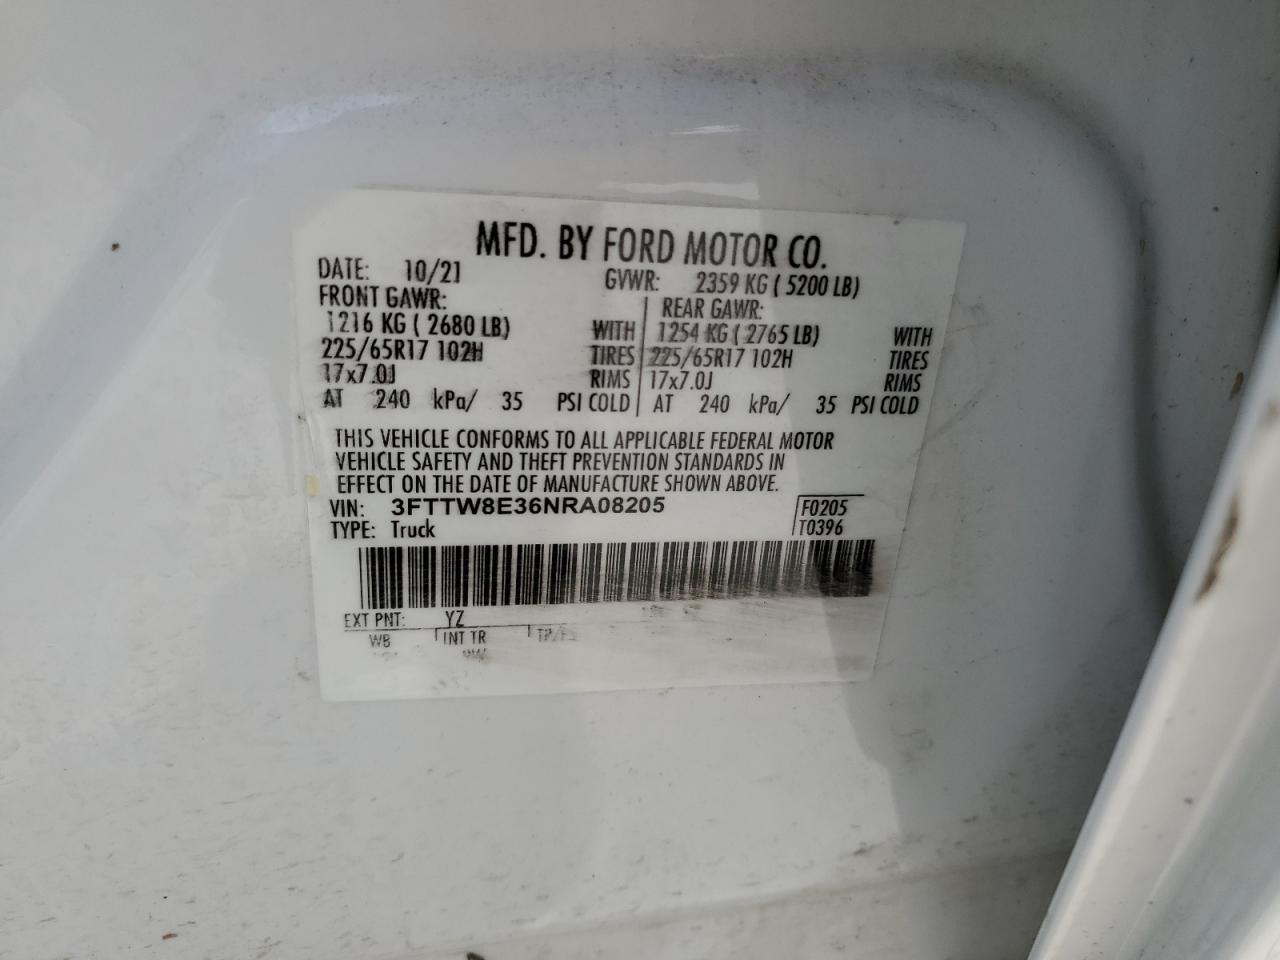 MFD. BY FORD MOTOR CO.
DATE: 10/21 GVWR: 2359 KG ( 5200 LB)
FRONT GAWR: REAR GAWR:
1216 KG ( 2680 LB) WITH 1254 KG ( 2765 LB) WITH
225/65R17 102H TIRES 225/65R17 102H TIRES
17x7.0J RIMS 17x7.0J RIMS
AT 240 kPa/ 35 PSI COLD AT 240 kPa/ 35 PSI COLD
THIS VEHICLE CONFORMS TO ALL APPLICABLE FEDERAL MOTOR
VEHICLE SAFETY AND THEFT PREVENTION STANDARDS IN
EFFECT ON THE DATE OF MANUFACTURE SHOWN ABOVE.
VIN: 3FTTW8E36NRA08205 F0205
TYPE: Truck T0396
EXT PNT: YZ
WB INT TR